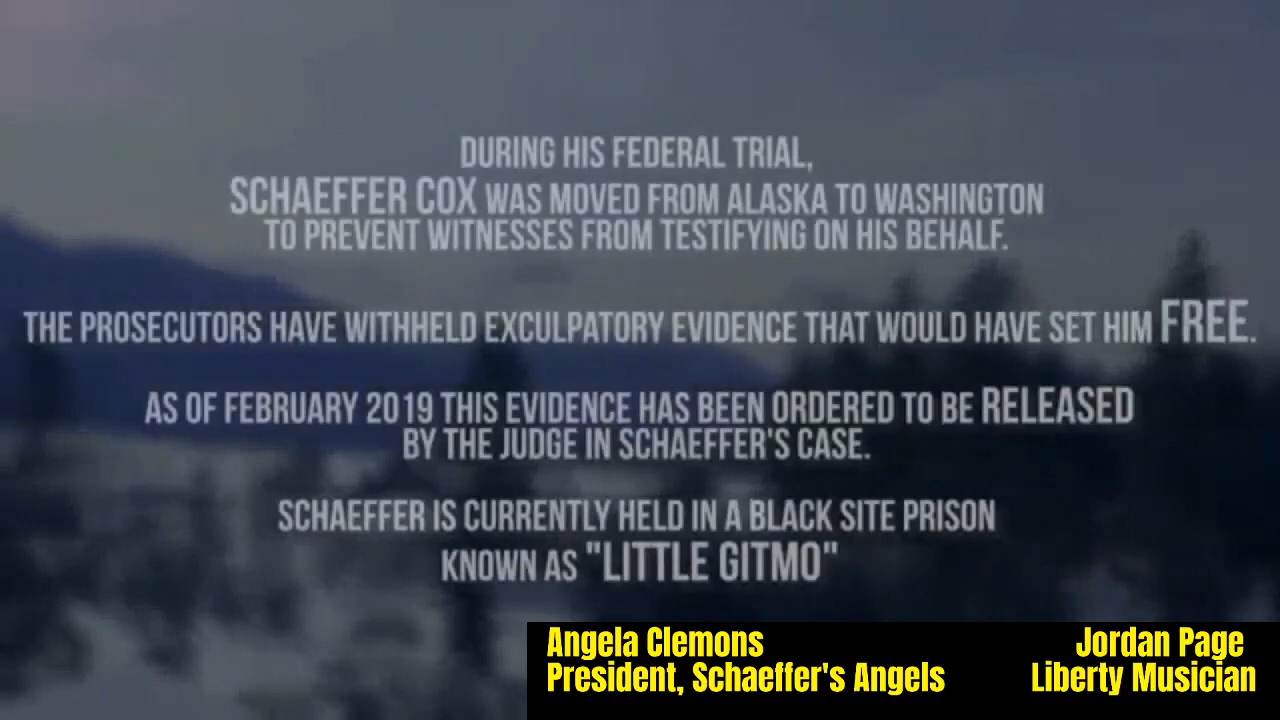 DURING HIS FEDERAL TRIAL,
SCHAEFFER COX WAS MOVED FROM ALASKA TO WASHINGTON
TO PREVENT WITNESSES FROM TESTIFYING ON HIS BEHALF.
THE PROSECUTORS HAVE WITHHELD EXCULPATORY EVIDENCE THAT WOULD HAVE SET HIM FREE.
AS OF FEBRUARY 2019 THIS EVIDENCE HAS BEEN ORDERED TO BE RELEASED
BY THE JUDGE IN SCHAEFFER'S CASE.
SCHAEFFER IS CURRENTLY HELD IN A BLACK SITE PRISON
KNOWN AS "LITTLE GITMO"
Angela Clemons
President, Schaeffer's Angels
Jordan Page
Liberty Musician